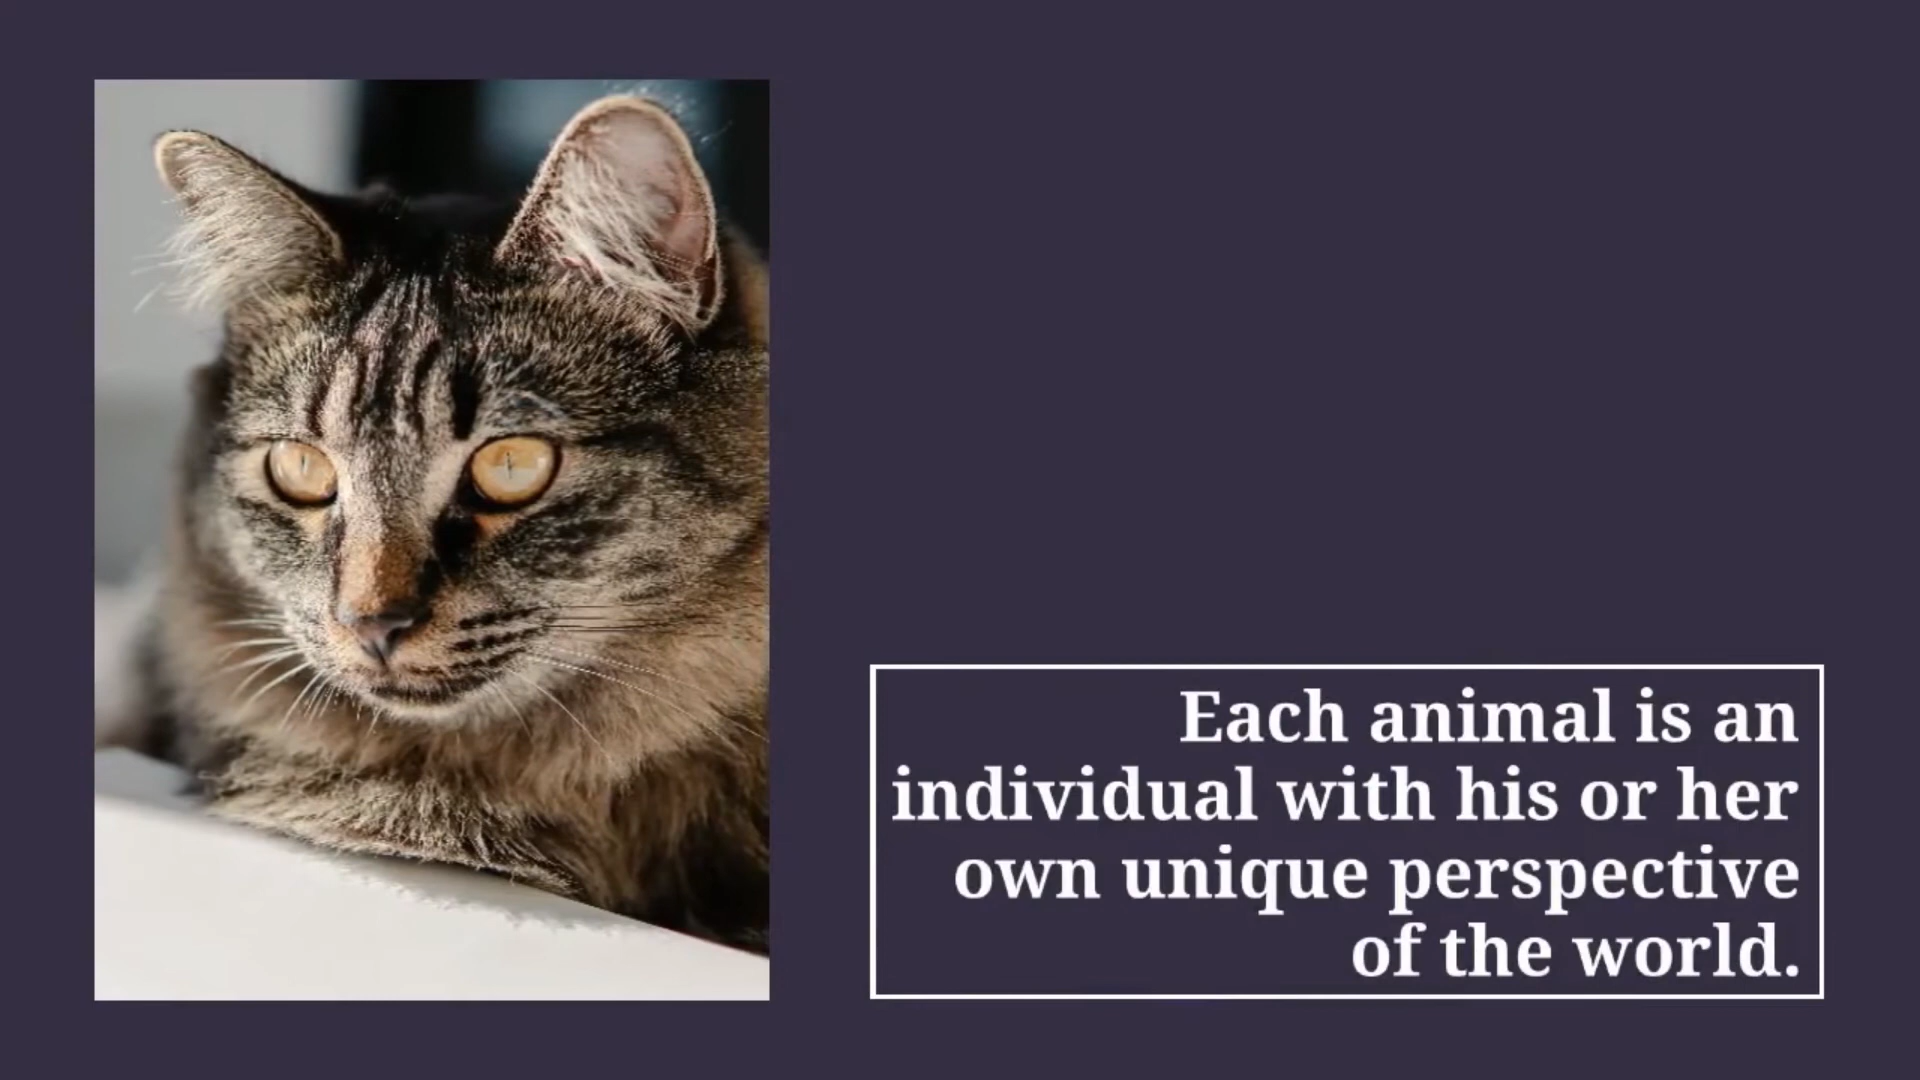 Each animal is an
individual with his or her
own unique perspective
of the world.